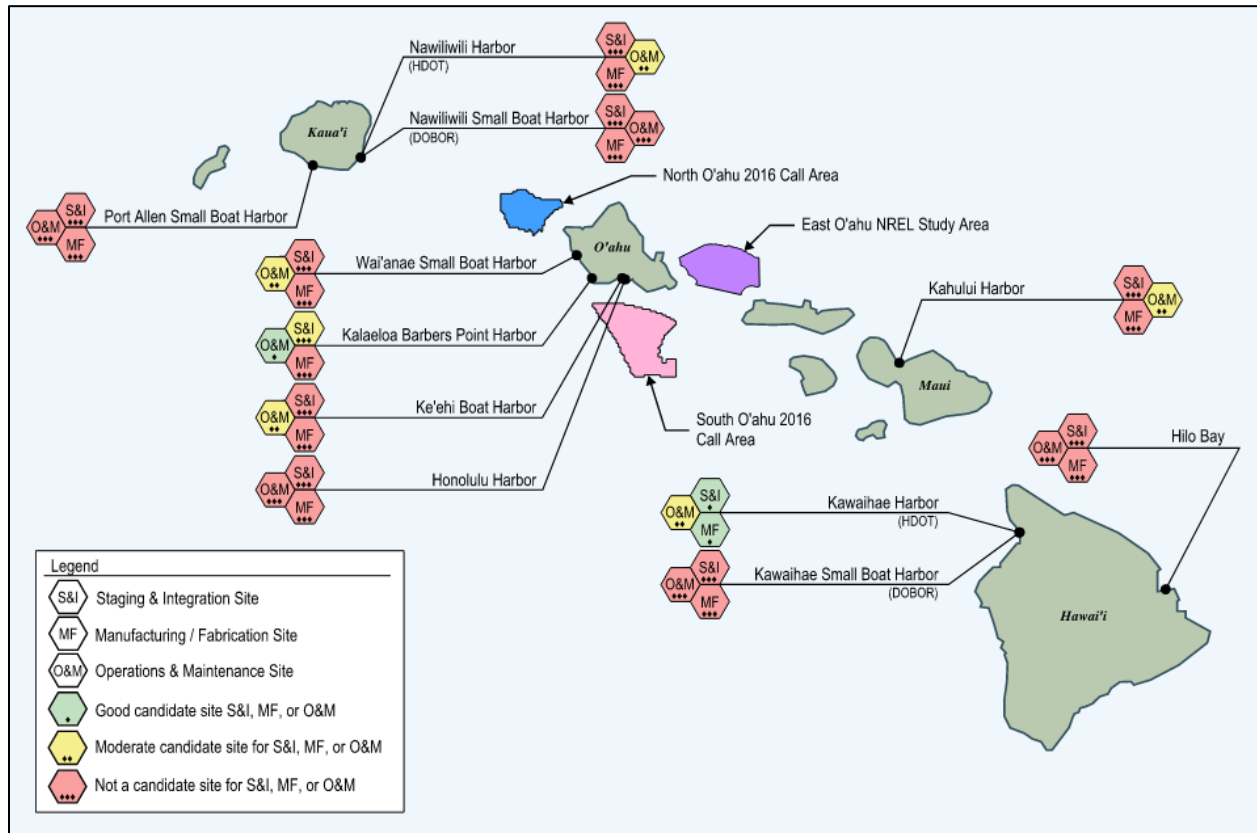 Nawiliwili Harbor
(HDOT)
S&I
O&M
MF
Nawiliwili Small Boat Harbor
(DOBOR)
S&I
O&M
MF
Kaua'i
Port Allen Small Boat Harbor
S&I
O&M
MF
North O'ahu 2016 Call Area
East O'ahu NREL Study Area
O'ahu
Wai'anae Small Boat Harbor
S&I
O&M
MF
Kalaeloa Barbers Point Harbor
S&I
O&M
MF
Ke'ehi Boat Harbor
S&I
O&M
MF
Honolulu Harbor
S&I
O&M
MF
South O'ahu 2016
Call Area
Kahului Harbor
S&I
O&M
MF
Maui
Hilo Bay
S&I
O&M
MF
Kawaihae Harbor
(HDOT)
S&I
O&M
MF
Kawaihae Small Boat Harbor
(DOBOR)
S&I
O&M
MF
Hawai'i
Legend
S&I Staging & Integration Site
MF Manufacturing / Fabrication Site
O&M Operations & Maintenance Site
Good candidate site S&I, MF, or O&M
Moderate candidate site for S&I, MF, or O&M
Not a candidate site for S&I, MF, or O&M